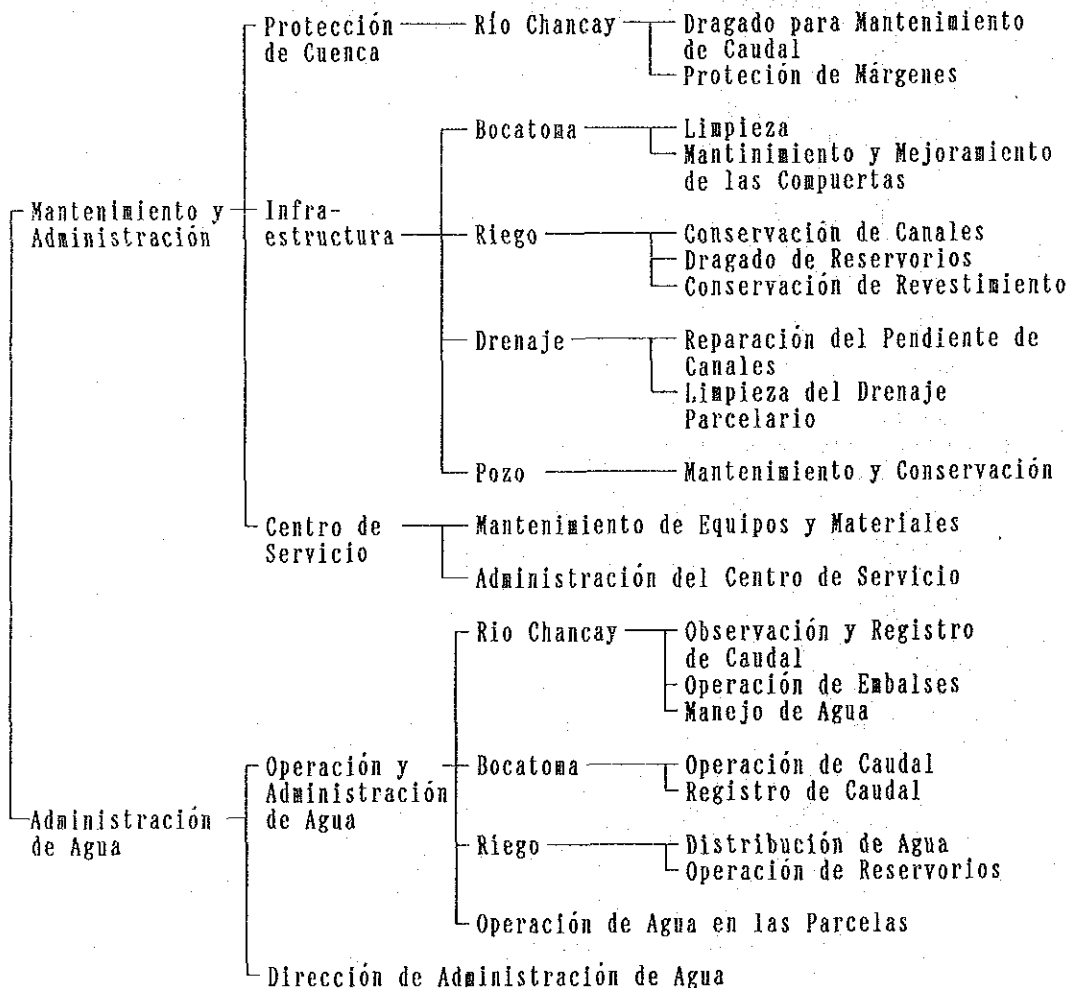 Protección
de Cuenca
Río Chancay
Dragado para Mantenimiento
de Caudal
Proteción de Márgenes
Bocatoma
Limpieza
Mantinimiento y Mejoramiento
de las Compuertas
Mantenimiento y
Administración
Infra-
estructura
Riego
Conservación de Canales
Dragado de Reservorios
Conservación de Revestimiento
Drenaje
Reparación del Pendiente de
Canales
Limpieza del Drenaje
Parcelario
Pozo
Mantenimiento y Conservación
Centro de
Servicio
Mantenimiento de Equipos y Materiales
Administración del Centro de Servicio
Rio Chancay
Observación y Registro
de Caudal
Operación de Embalses
Manejo de Agua
Operación y
Administración
de Agua
Bocatoma
Operación de Caudal
Registro de Caudal
Administración
de Agua
Riego
Distribución de Agua
Operación de Reservorios
Operación de Agua en las Parcelas
Dirección de Administración de Agua